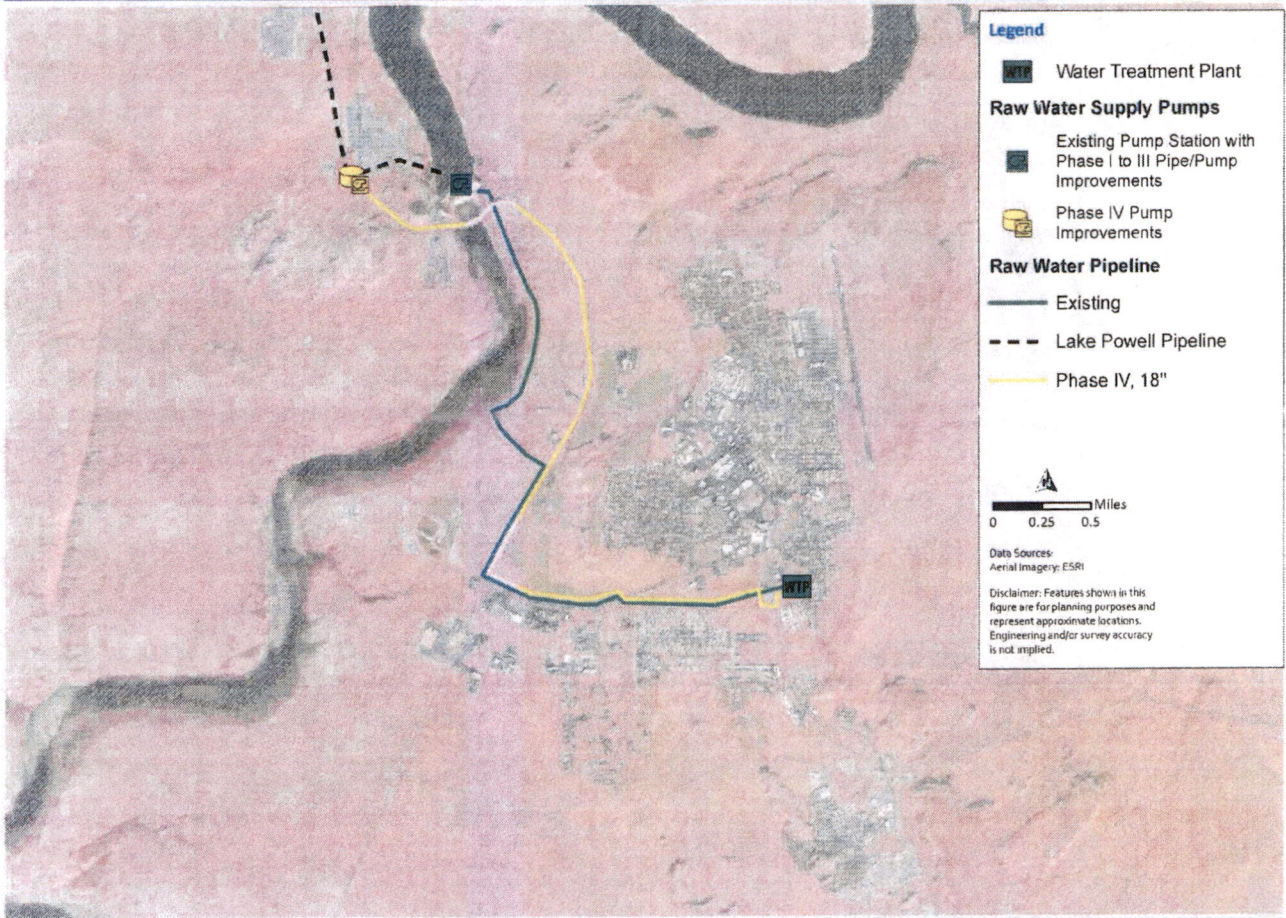 Legend
WTP Water Treatment Plant
Raw Water Supply Pumps
Existing Pump Station with
Phase I to III Pipe/Pump
Improvements
Phase IV Pump
Improvements
Raw Water Pipeline
Existing
Lake Powell Pipeline
Phase IV, 18"
Miles
0 0.25 0.5
Data Sources:
Aerial Imagery: ESRI
Disclaimer: Features shown in this
figure are for planning purposes and
represent approximate locations.
Engineering and/or survey accuracy
is not implied.
WTP